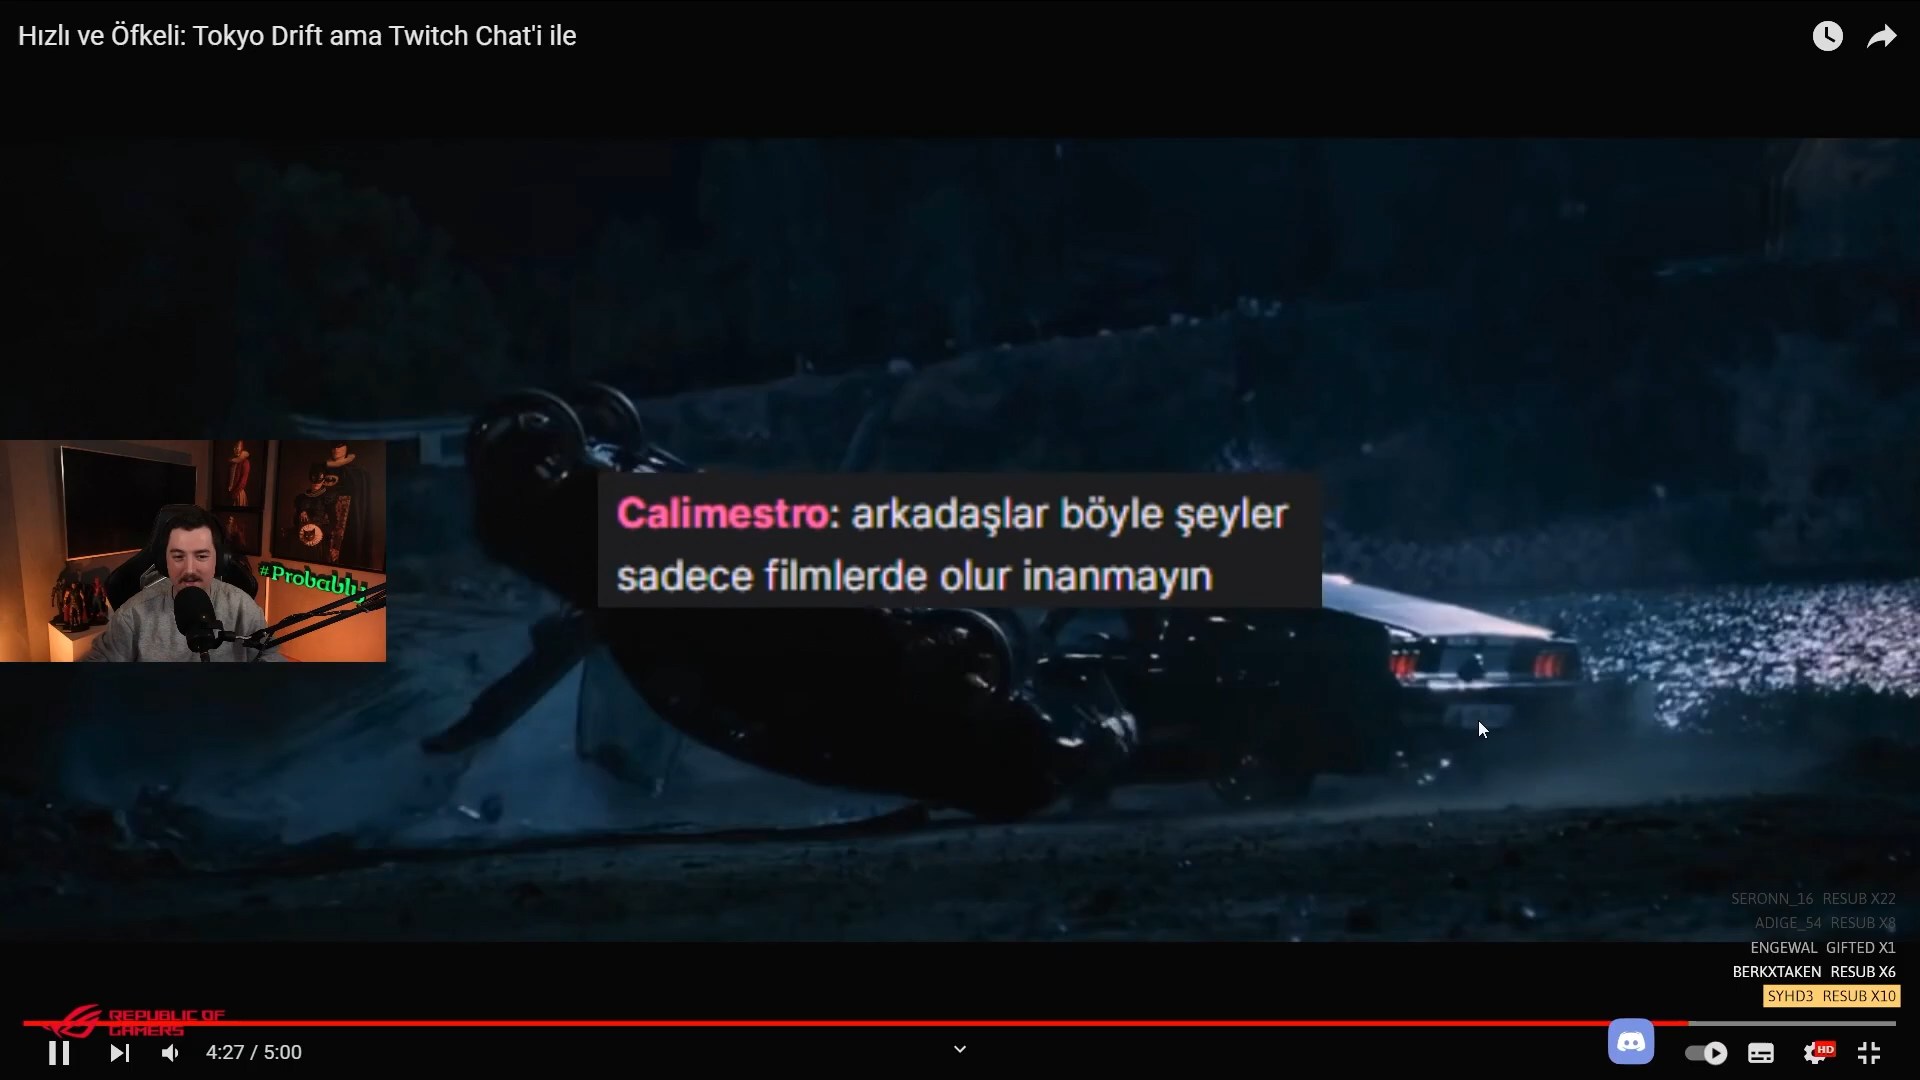 Hızlı ve Öfkeli: Tokyo Drift ama Twitch Chat'i ile
Calimestro: arkadaşlar böyle şeyler
sadece filmlerde olur inanmayın
#Probably
SERONN_16 RESUB X22
ADIGE_54 RESUB X8
ENGEWAL GIFTED X1
BERKXTAKEN RESUB X6
SYHD3 RESUB X10
REPUBLIC OF
GAMERS
4:27 / 5:00
HD